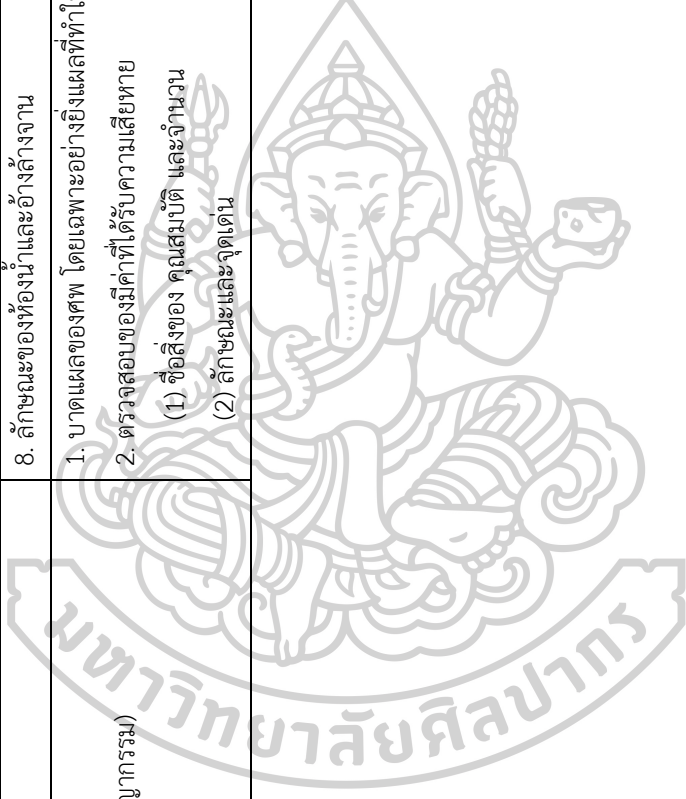 8. ลักษณะของห้องน้ำและอ่างล้างจาน
1. บาดแผลของศพ โดยเฉพาะอย่างยิ่งแผลที่ทำใ
2. ตรวจสอบของมีค่าที่ได้รับความเสียหาย
(1) ชื่อสิ่งของ คุณสมบัติ และจำนวน
(2) ลักษณะและจุดเด่น
ญากรรม)
มหาวิทยาลัยศิลปากร